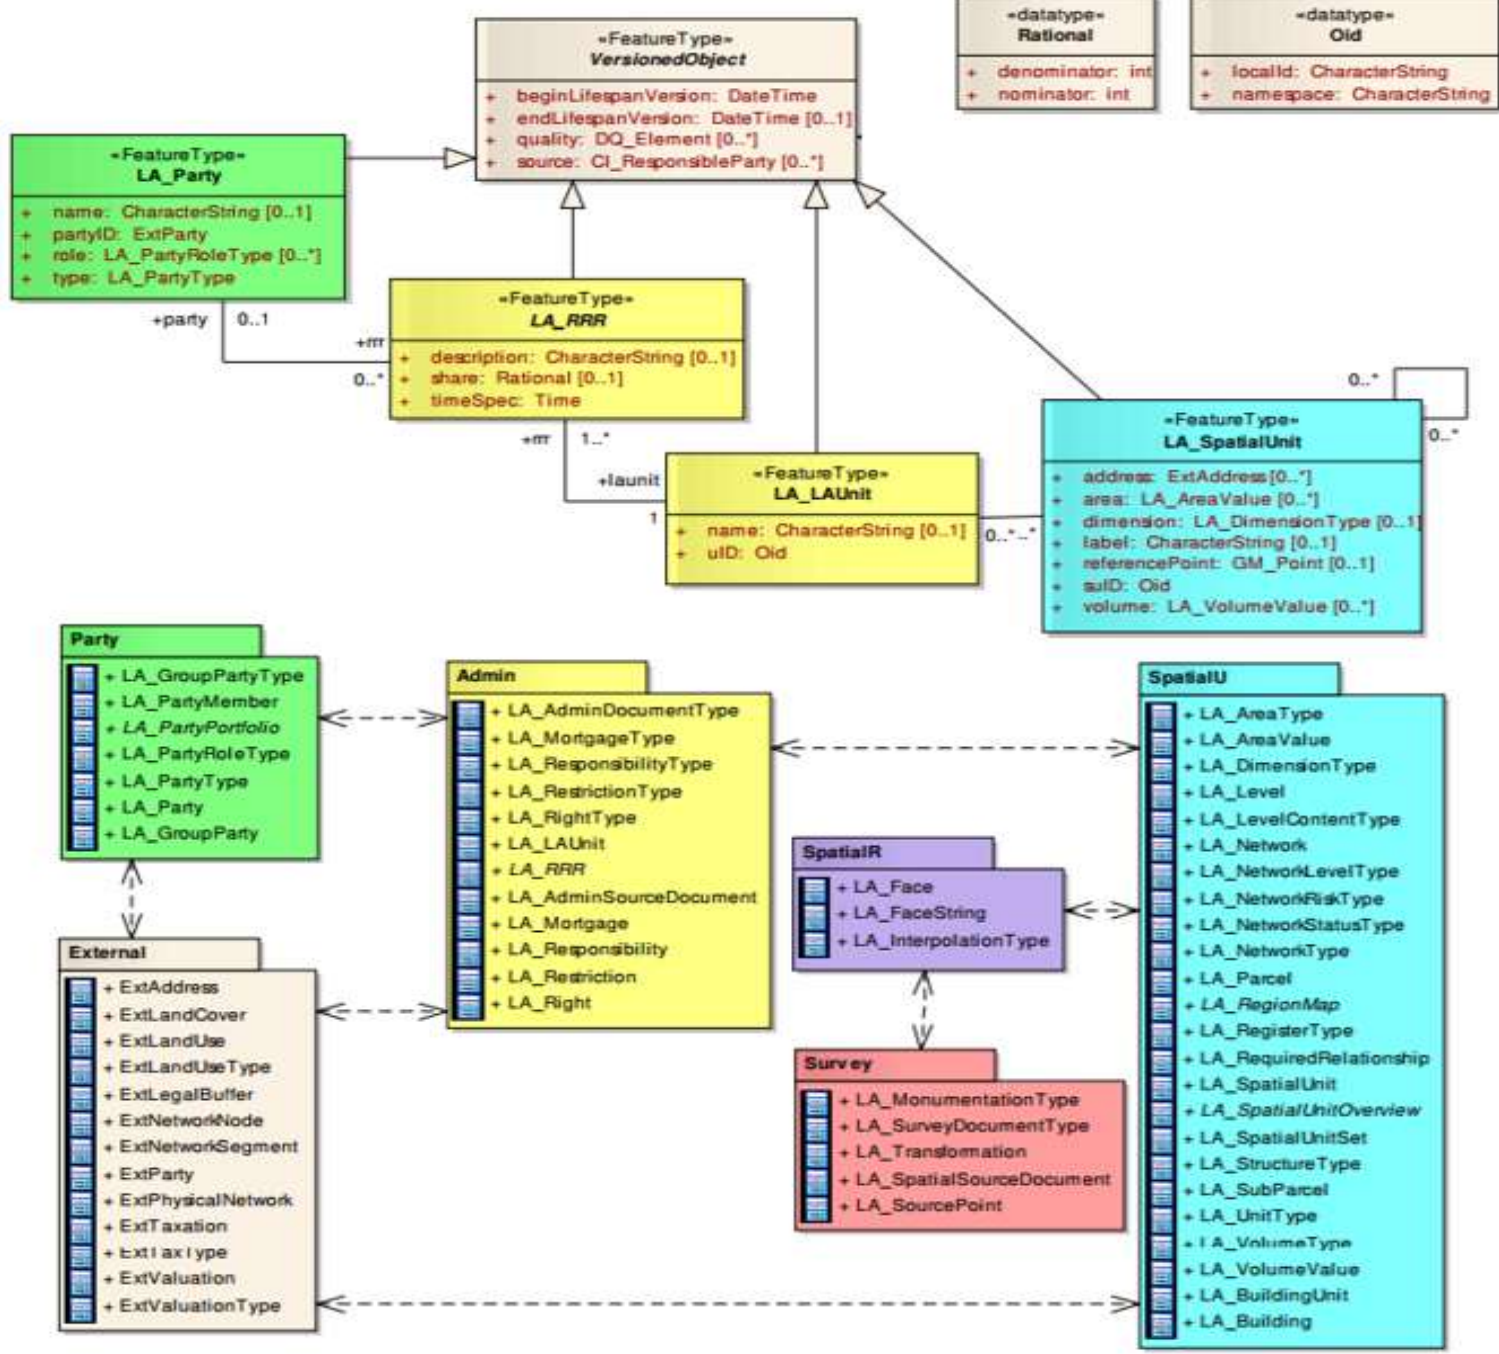 «FeatureType»
VersionedObject
+ beginLifespanVersion: DateTime
+ endLifespanVersion: DateTime [0..1]
+ quality: DQ_Element [0..*]
+ source: CI_ResponsibleParty [0..*]
«datatype»
Rational
+ denominator: int
+ nominator: int
«datatype»
Oid
+ localId: CharacterString
+ namespace: CharacterString
«FeatureType»
LA_Party
+ name: CharacterString [0..1]
+ partyID: ExtParty
+ role: LA_PartyRoleType [0..*]
+ type: LA_PartyType
+party 0..1
+rrr
0..*
«FeatureType»
LA_RRR
+ description: CharacterString [0..1]
+ share: Rational [0..1]
+ timeSpec: Time
+rrr 1..*
+launit
1
«FeatureType»
LA_LAUnit
+ name: CharacterString [0..1]
+ uID: Oid
0..*..*
0..*
0..*
«FeatureType»
LA_SpatialUnit
+ address: ExtAddress[0..*]
+ area: LA_AreaValue [0..*]
+ dimension: LA_DimensionType [0..1]
+ label: CharacterString [0..1]
+ referencePoint: GM_Point [0..1]
+ suID: Oid
+ volume: LA_VolumeValue [0..*]
Party
+ LA_GroupPartyType
+ LA_PartyMember
+ LA_PartyPortfolio
+ LA_PartyRoleType
+ LA_PartyType
+ LA_Party
+ LA_GroupParty
Admin
+ LA_AdminDocumentType
+ LA_MortgageType
+ LA_ResponsibilityType
+ LA_RestrictionType
+ LA_RightType
+ LA_LAUnit
+ LA_RRR
+ LA_AdminSourceDocument
+ LA_Mortgage
+ LA_Responsibility
+ LA_Restriction
+ LA_Right
SpatialU
+ LA_AreaType
+ LA_AreaValue
+ LA_DimensionType
+ LA_Level
+ LA_LevelContentType
+ LA_Network
+ LA_NetworkLevelType
+ LA_NetworkRiskType
+ LA_NetworkStatusType
+ LA_NetworkType
+ LA_Parcel
+ LA_RegionMap
+ LA_RegisterType
+ LA_RequiredRelationship
+ LA_SpatialUnit
+ LA_SpatialUnitOverview
+ LA_SpatialUnitSet
+ LA_StructureType
+ LA_SubParcel
+ LA_UnitType
+ LA_VolumeType
+ LA_VolumeValue
+ LA_BuildingUnit
+ LA_Building
SpatialR
+ LA_Face
+ LA_FaceString
+ LA_InterpolationType
External
+ ExtAddress
+ ExtLandCover
+ ExtLandUse
+ ExtLandUseType
+ ExtLegalBuffer
+ ExtNetworkNode
+ ExtNetworkSegment
+ ExtParty
+ ExtPhysicalNetwork
+ ExtTaxation
+ ExtTaxType
+ ExtValuation
+ ExtValuationType
Survey
+ LA_MonumentationType
+ LA_SurveyDocumentType
+ LA_Transformation
+ LA_SpatialSourceDocument
+ LA_SourcePoint